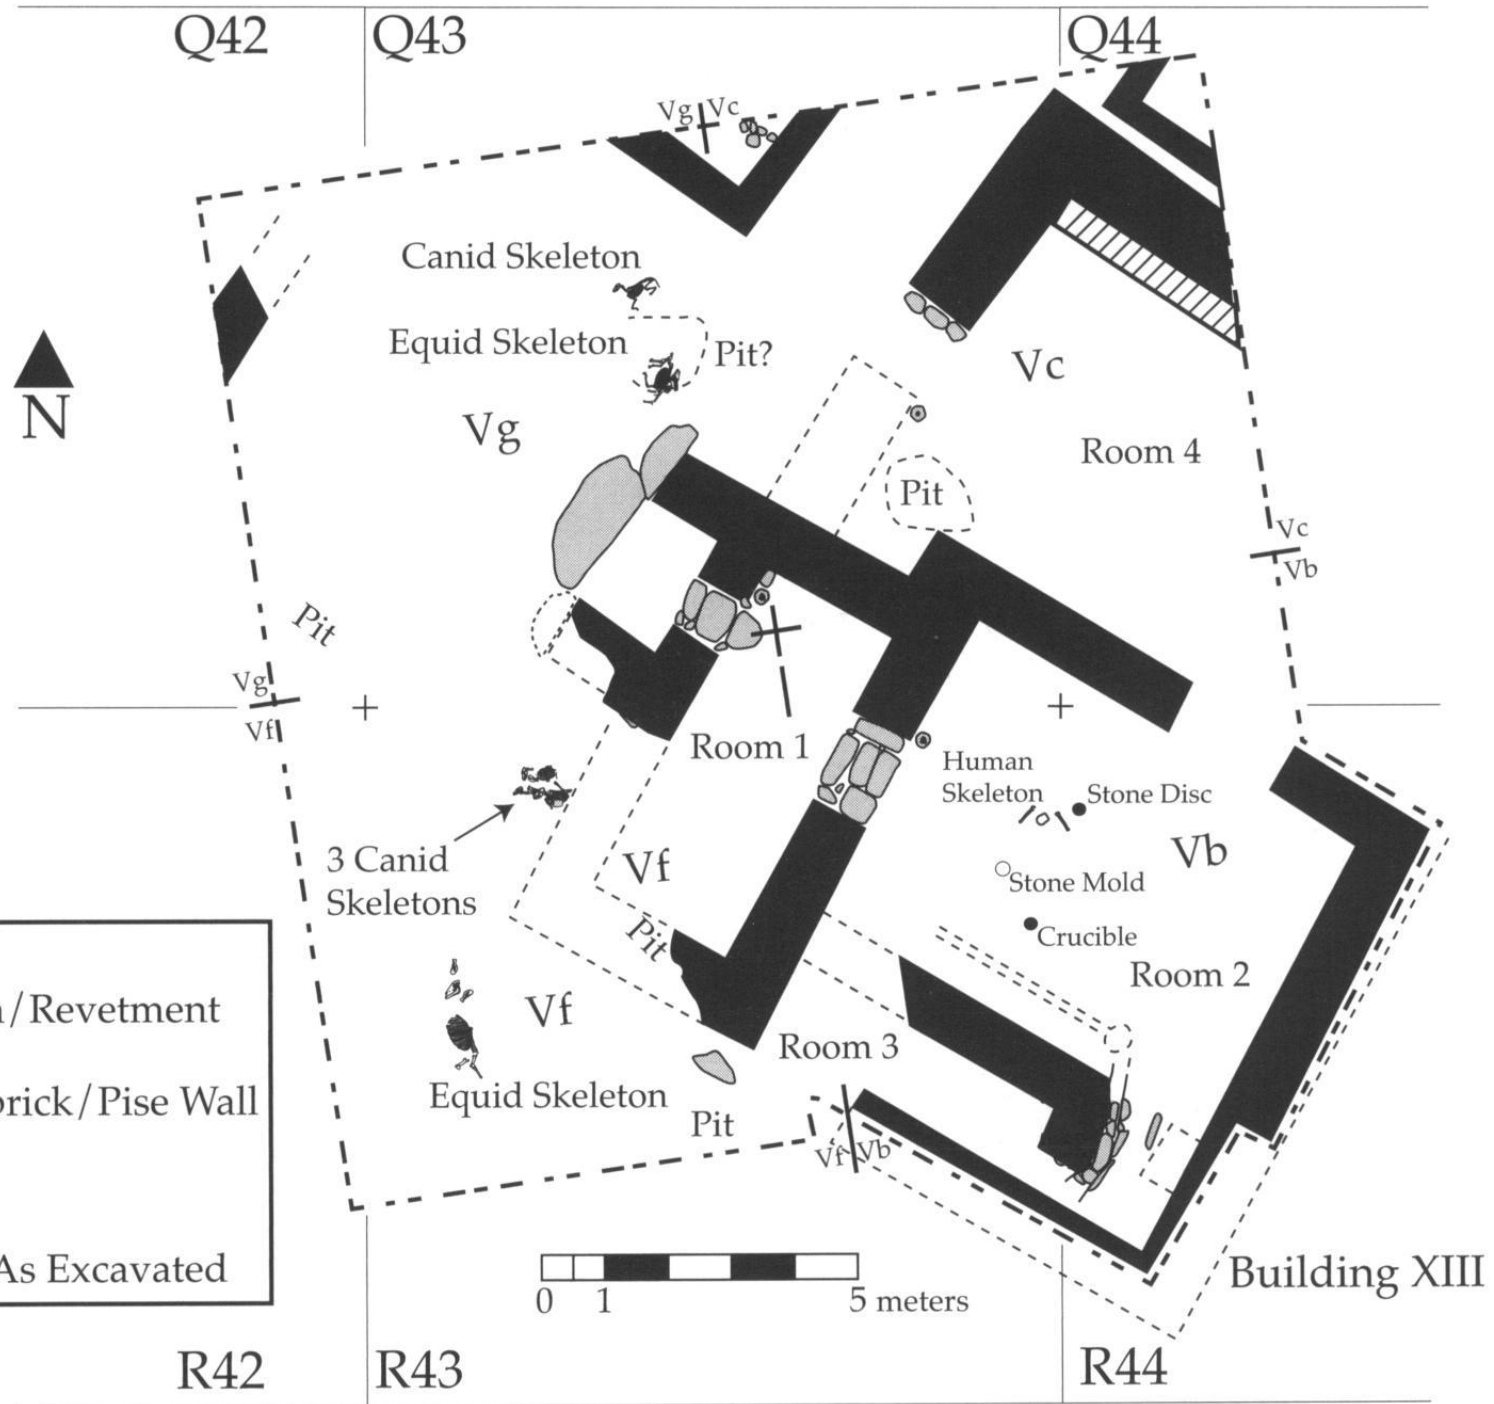 Q42
Q43
Q44
Vg
Vc
Canid Skeleton
Equid Skeleton
Pit?
Vc
N
Vg
Room 4
Pit
Vc
Vb
Pit
Vg
Vf
Room 1
Human
Skeleton
Stone Disc
Vb
3 Canid
Skeletons
Vf
Stone Mold
Pit
Crucible
Room 2
/Revetment
Vf
Room 3
Equid Skeleton
rick/Pise Wall
Pit
Vf
Vb
As Excavated
Building XIII
0
1
5 meters
R42
R43
R44